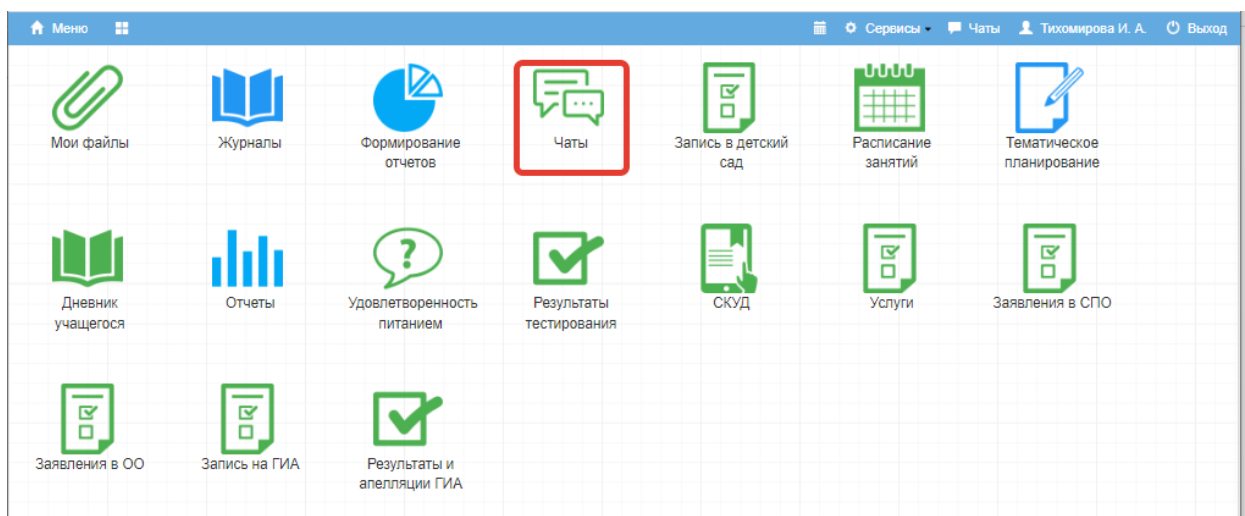 Меню
Сервисы
Чаты
Тихомирова И. А.
Выход
Мои файлы
Журналы
Формирование
отчетов
Чаты
Запись в детский
сад
Расписание
занятий
Тематическое
планирование
Дневник
учащегося
Отчеты
Удовлетворенность
питанием
Результаты
тестирования
СКУД
Услуги
Заявления в СПО
Заявления в ОО
Запись на ГИА
Результаты и
апелляции ГИА